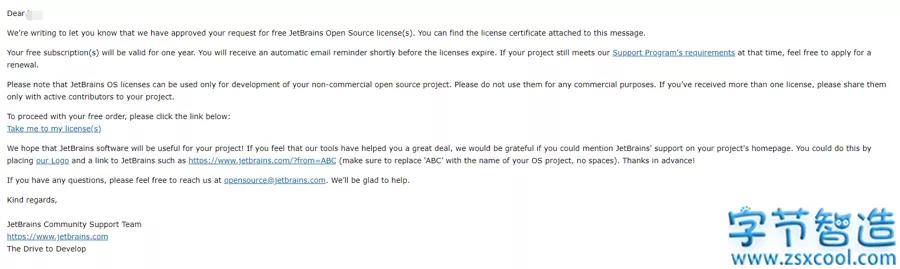 Dear
We're writing to let you know that we have approved your request for free JetBrains Open Source license(s). You can find the license certificate attached to this message.
Your free subscription(s) will be valid for one year. You will receive an automatic email reminder shortly before the licenses expire. If your project still meets our Support Program's requirements at that time, feel free to apply for a
renewal.
Please note that JetBrains OS licenses can be used only for development of your non-commercial open source project. Please do not use them for any commercial purposes. If you've received more than one license, please share them
only with active contributors to your project.
To proceed with your free order, please click the link below:
Take me to my license(s)
We hope that JetBrains software will be useful for your project! If you feel that our tools have helped you a great deal, we would be grateful if you could mention JetBrains' support on your project's homepage. You could do this by
placing our Logo and a link to JetBrains such as https://www.jetbrains.com/?from=ABC (make sure to replace 'ABC' with the name of your OS project, no spaces). Thanks in advance!
If you have any questions, please feel free to reach us at opensource@jetbrains.com. We'll be glad to help.
Kind regards,
JetBrains Community Support Team
https://www.jetbrains.com
The Drive to Develop
字节智造
www.zsxcool.com